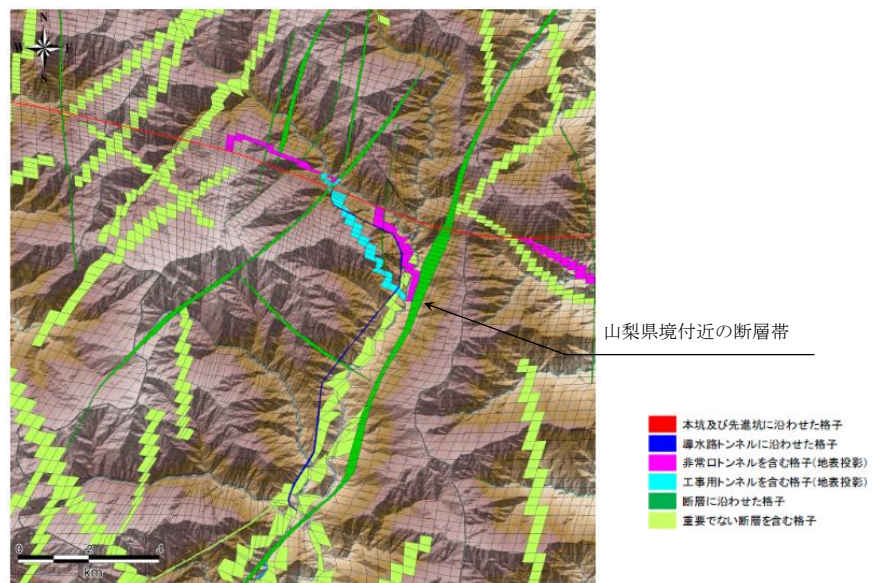 N
W E
S
山梨県境付近の断層帯
本坑及び先進坑に沿わせた格子
導水路トンネルに沿わせた格子
非常口トンネルを含む格子(地表投影)
工事用トンネルを含む格子(地表投影)
断層に沿わせた格子
重要でない断層を含む格子
0 2 4
km